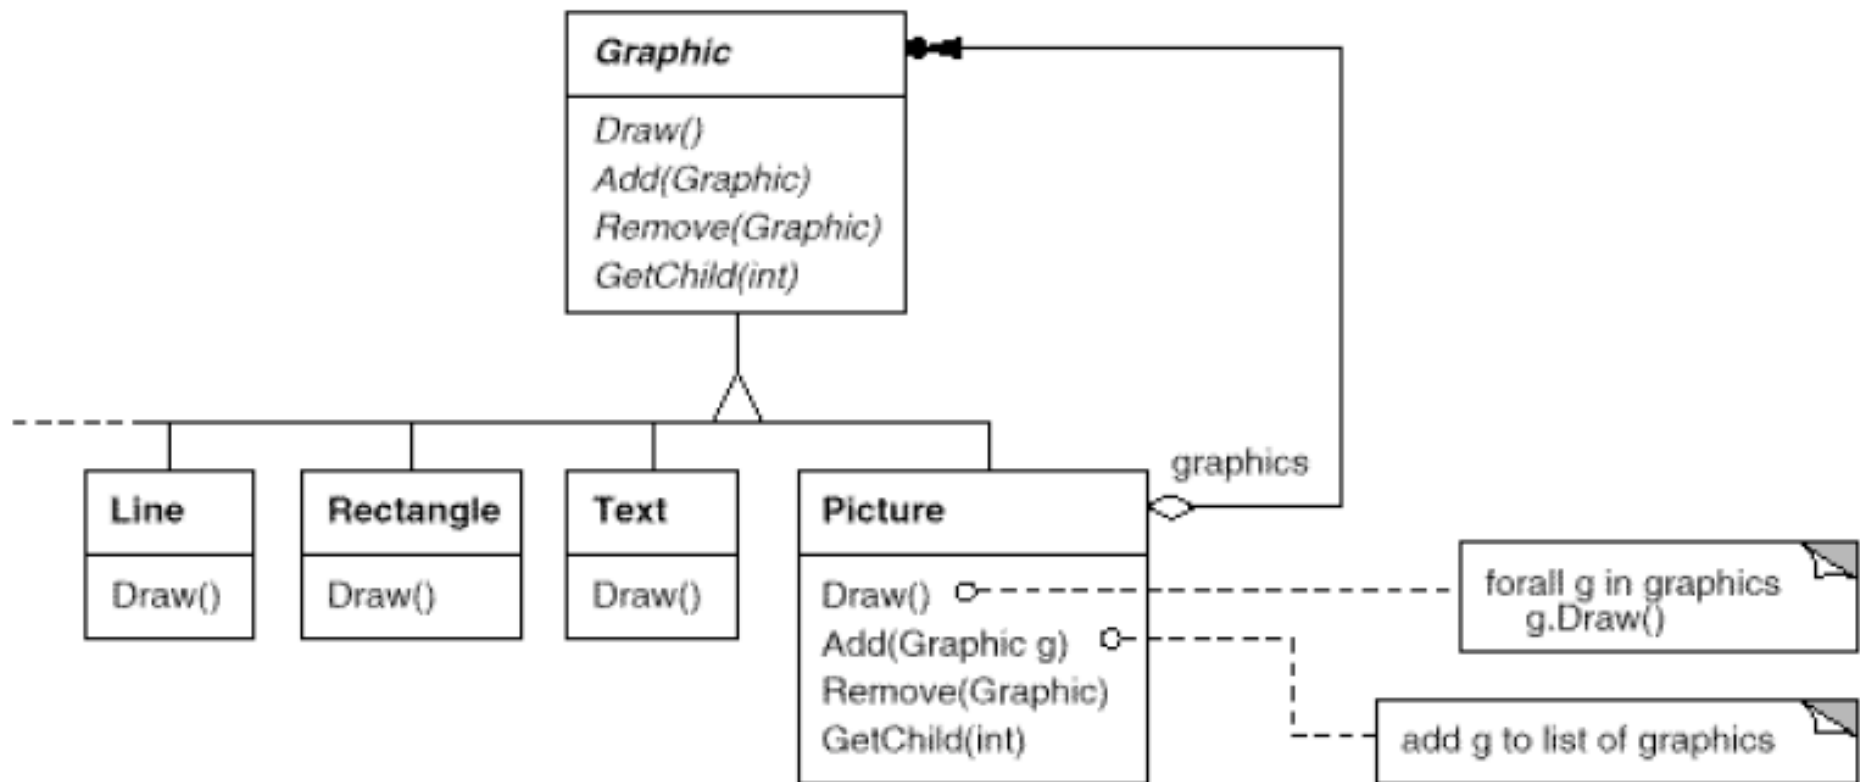 Graphic
Draw()
Add(Graphic)
Remove(Graphic)
GetChild(int)
graphics
Line
Draw()
Rectangle
Draw()
Text
Draw()
Picture
Draw()
Add(Graphic g)
Remove(Graphic)
GetChild(int)
forall g in graphics
g.Draw()
add g to list of graphics